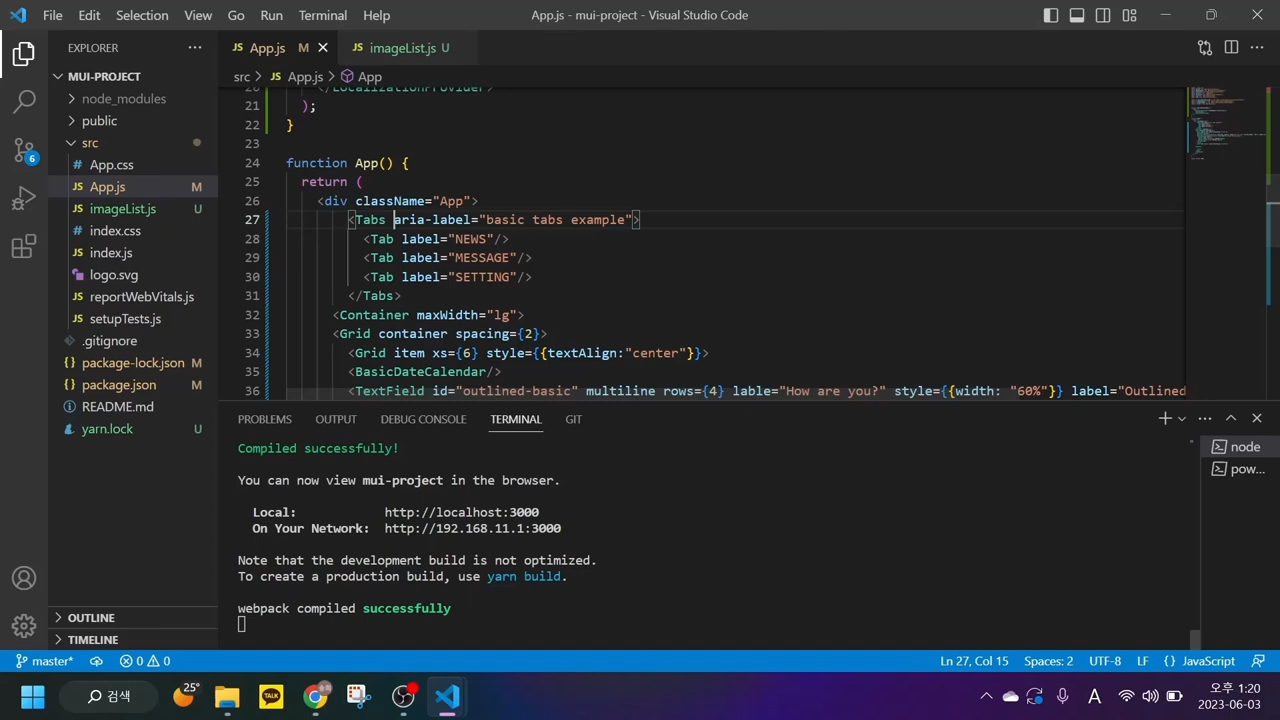 File Edit Selection View Go Run Terminal Help App.js - mui-project - Visual Studio Code
EXPLORER
MUI-PROJECT
node_modules
public
src
App.css
App.js M
imageList.js U
index.css
index.js
logo.svg
reportWebVitals.js
setupTests.js
.gitignore
package-lock.json M
package.json M
README.md
yarn.lock U
OUTLINE
TIMELINE
6
App.js M imageList.js U
src > App.js > App
20 </LocalizationProvider>
21 );
22 }
23
24 function App() {
25 return (
26 <div className="App">
27 <Tabs aria-label="basic tabs example">
28 <Tab label="NEWS"/>
29 <Tab label="MESSAGE"/>
30 <Tab label="SETTING"/>
31 </Tabs>
32 <Container maxWidth="lg">
33 <Grid container spacing={2}>
34 <Grid item xs={6} style={{textAlign:"center"}}>
35 <BasicDateCalendar/>
36 <TextField id="outlined-basic" multiline rows={4} lable="How are you?" style={{width: "60%"}} label="Outlined
PROBLEMS OUTPUT DEBUG CONSOLE TERMINAL GIT
Compiled successfully!
You can now view mui-project in the browser.
Local: http://localhost:3000
On Your Network: http://192.168.11.1:3000
Note that the development build is not optimized.
To create a production build, use yarn build.
webpack compiled successfully
node
pow...
master* 0 0 Ln 27, Col 15 Spaces: 2 UTF-8 LF {} JavaScript
25° 검색 TALK A 오후 1:20
2023-06-03